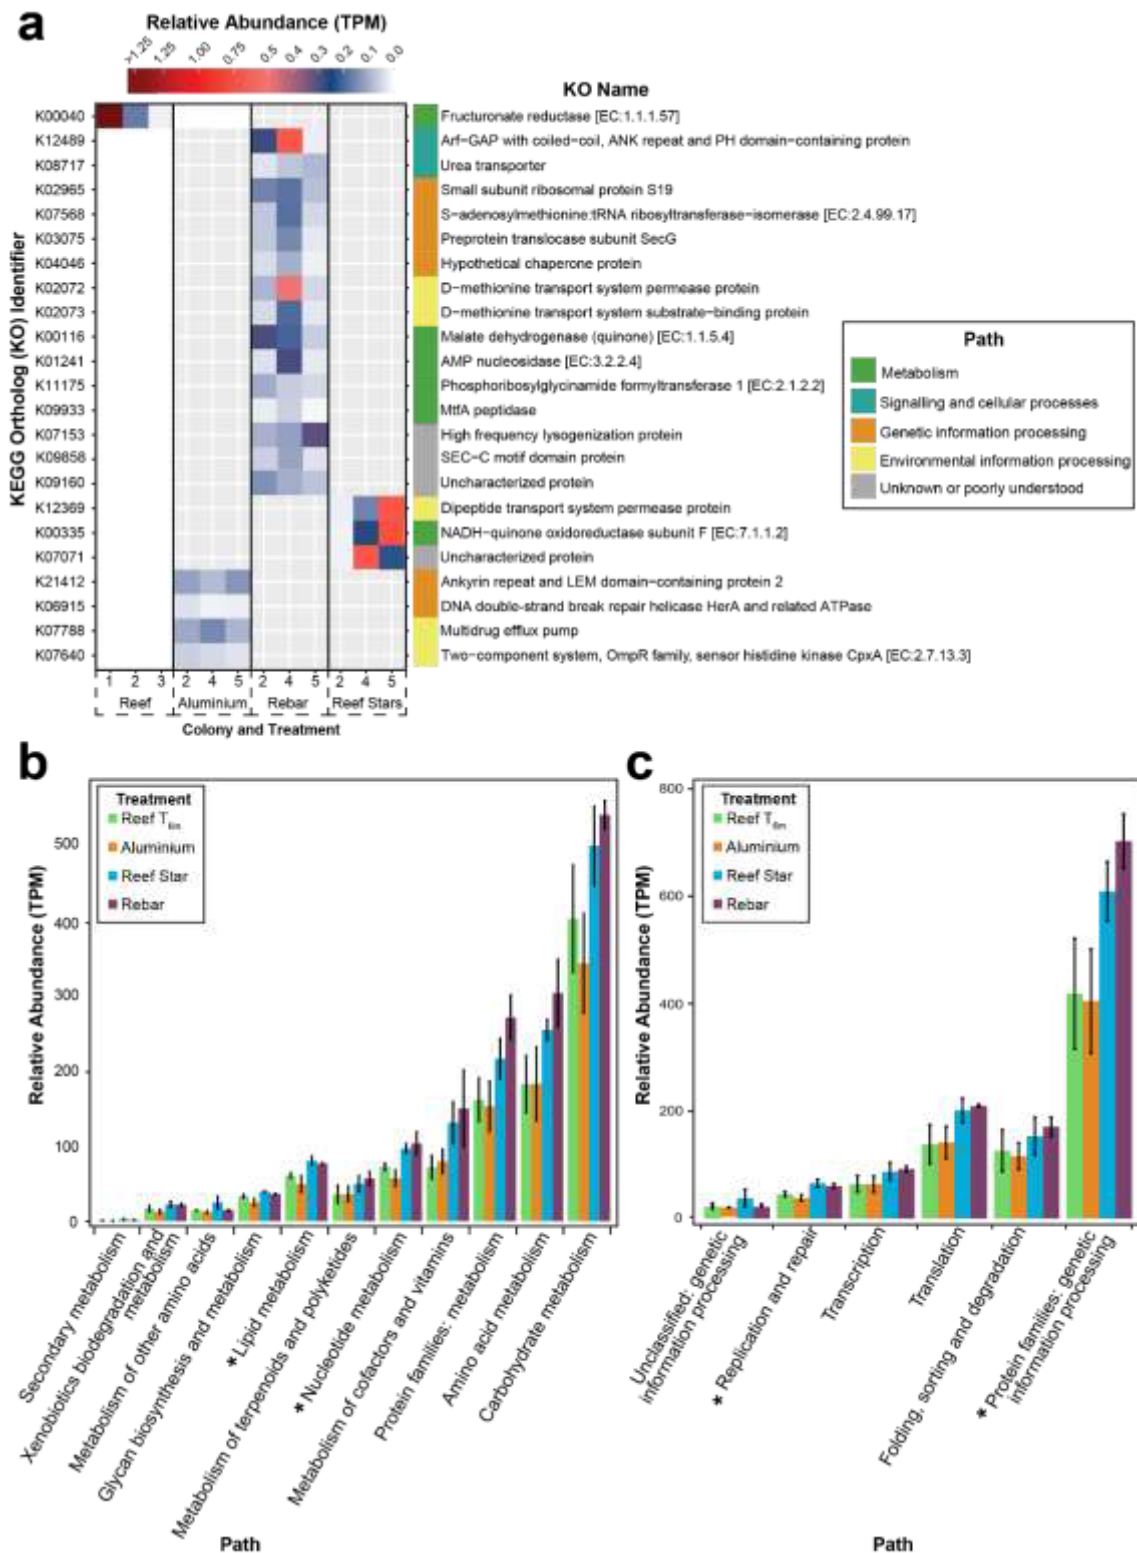 a
Relative Abundance (TPM)
>1.25
1.25
1.00
0.75
0.5
0.4
0.3
0.2
0.1
0.0
KO Name
KEGG Ortholog (KO) Identifier
K00040 Fructuronate reductase [EC:1.1.1.57]
K12489 Arf−GAP with coiled−coil, ANK repeat and PH domain−containing protein
K08717 Urea transporter
K02965 Small subunit ribosomal protein S19
K07568 S−adenosylmethionine:tRNA ribosyltransferase−isomerase [EC:2.4.99.17]
K03075 Preprotein translocase subunit SecG
K04046 Hypothetical chaperone protein
K02072 D−methionine transport system permease protein
K02073 D−methionine transport system substrate−binding protein
K00116 Malate dehydrogenase (quinone) [EC:1.1.5.4]
K01241 AMP nucleosidase [EC:3.2.2.4]
K11175 Phosphoribosylglycinamide formyltransferase 1 [EC:2.1.2.2]
K09933 MtfA peptidase
K07153 High frequency lysogenization protein
K09858 SEC−C motif domain protein
K09160 Uncharacterized protein
K12369 Dipeptide transport system permease protein
K00335 NADH−quinone oxidoreductase subunit F [EC:7.1.1.2]
K07071 Uncharacterized protein
K21412 Ankyrin repeat and LEM domain−containing protein 2
K06915 DNA double−strand break repair helicase HerA and related ATPase
K07788 Multidrug efflux pump
K07640 Two−component system, OmpR family, sensor histidine kinase CpxA [EC:2.7.13.3]
1 2 3 2 4 5 2 4 5 2 4 5
Reef Aluminium Rebar Reef Stars
Colony and Treatment
Path
Metabolism
Signalling and cellular processes
Genetic information processing
Environmental information processing
Unknown or poorly understood
b
Relative Abundance (TPM)
500
400
300
200
100
0
Treatment
Reef T6m
Aluminium
Reef Star
Rebar
Secondary metabolism
Xenobiotics biodegradation and
metabolism
Metabolism of other amino acids
Glycan biosynthesis and metabolism
* Lipid metabolism
Metabolism of terpenoids and polyketides
* Nucleotide metabolism
Metabolism of cofactors and vitamins
Protein families: metabolism
Amino acid metabolism
Carbohydrate metabolism
Path
c
Relative Abundance (TPM)
800
600
400
200
0
Treatment
Reef T6m
Aluminium
Reef Star
Rebar
Unclassified: genetic
information processing
* Replication and repair
Transcription
Translation
Folding, sorting and degradation
* Protein families: genetic
information processing
Path